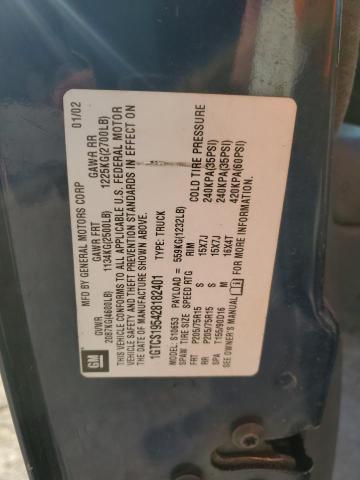 GM
MFD BY GENERAL MOTORS CORP 01/02
GVWR GAWR FRT GAWR RR
2087KG(4600LB) 1134KG(2500LB) 1225KG(2700LB)
THIS VEHICLE CONFORMS TO ALL APPLICABLE U.S. FEDERAL MOTOR
VEHICLE SAFETY AND THEFT PREVENTION STANDARDS IN EFFECT ON
THE DATE OF MANUFACTURE SHOWN ABOVE.
1GTCS195428182401 TYPE: TRUCK
MODEL: S10653 PAYLOAD = 559KG(1232LB)
SPAW TIRE SIZE SPEED RTG RIM COLD TIRE PRESSURE
FRT P205/75R15 S 15X7J 240KPA(35PSI)
RR P205/75R15 S 15X7J 240KPA(35PSI)
SPA T155/90D16 M 16X4T 420KPA(60PSI)
SEE OWNER'S MANUAL FOR MORE INFORMATION.